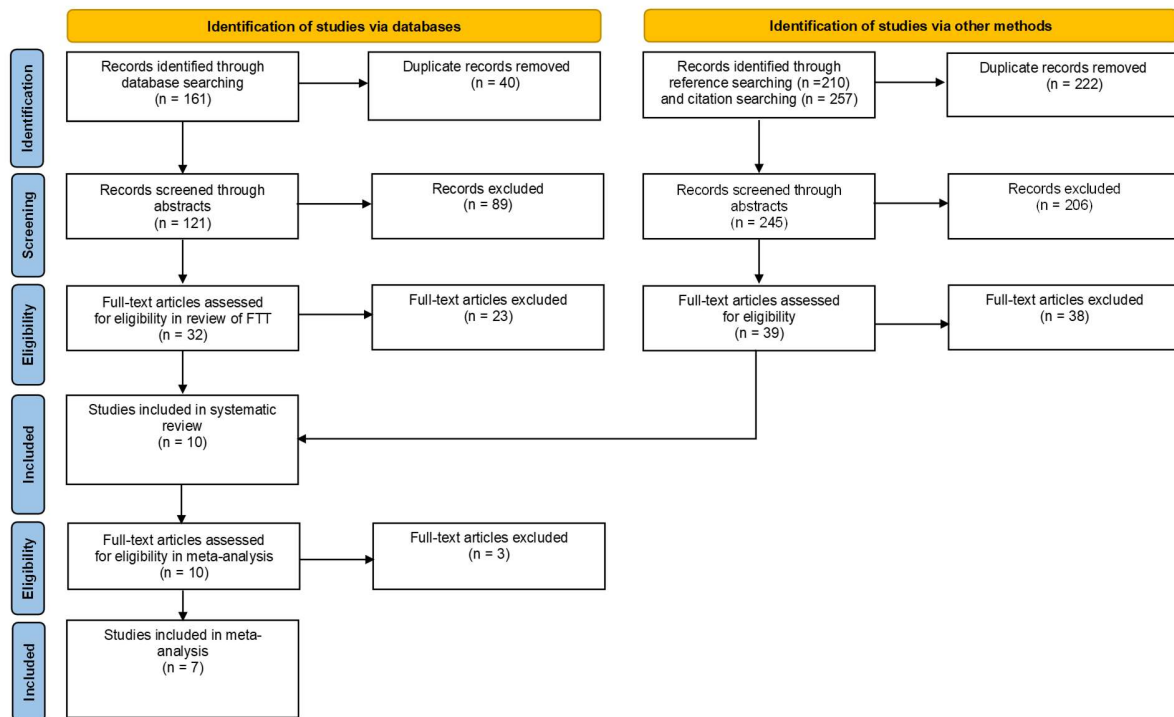 Identification of studies via databases
Identification of studies via other methods
Identification
Records identified through
database searching
(n = 161)
Duplicate records removed
(n = 40)
Records identified through
reference searching (n =210)
and citation searching (n = 257)
Duplicate records removed
(n = 222)
Screening
Records screened through
abstracts
(n = 121)
Records excluded
(n = 89)
Records screened through
abstracts
(n = 245)
Records excluded
(n = 206)
Eligibility
Full-text articles assessed
for eligibility in review of FTT
(n = 32)
Full-text articles excluded
(n = 23)
Full-text articles assessed
for eligibility
(n = 39)
Full-text articles excluded
(n = 38)
Included
Studies included in systematic
review
(n = 10)
Eligibility
Full-text articles assessed
for eligibility in meta-analysis
(n = 10)
Full-text articles excluded
(n = 3)
Included
Studies included in meta-
analysis
(n = 7)